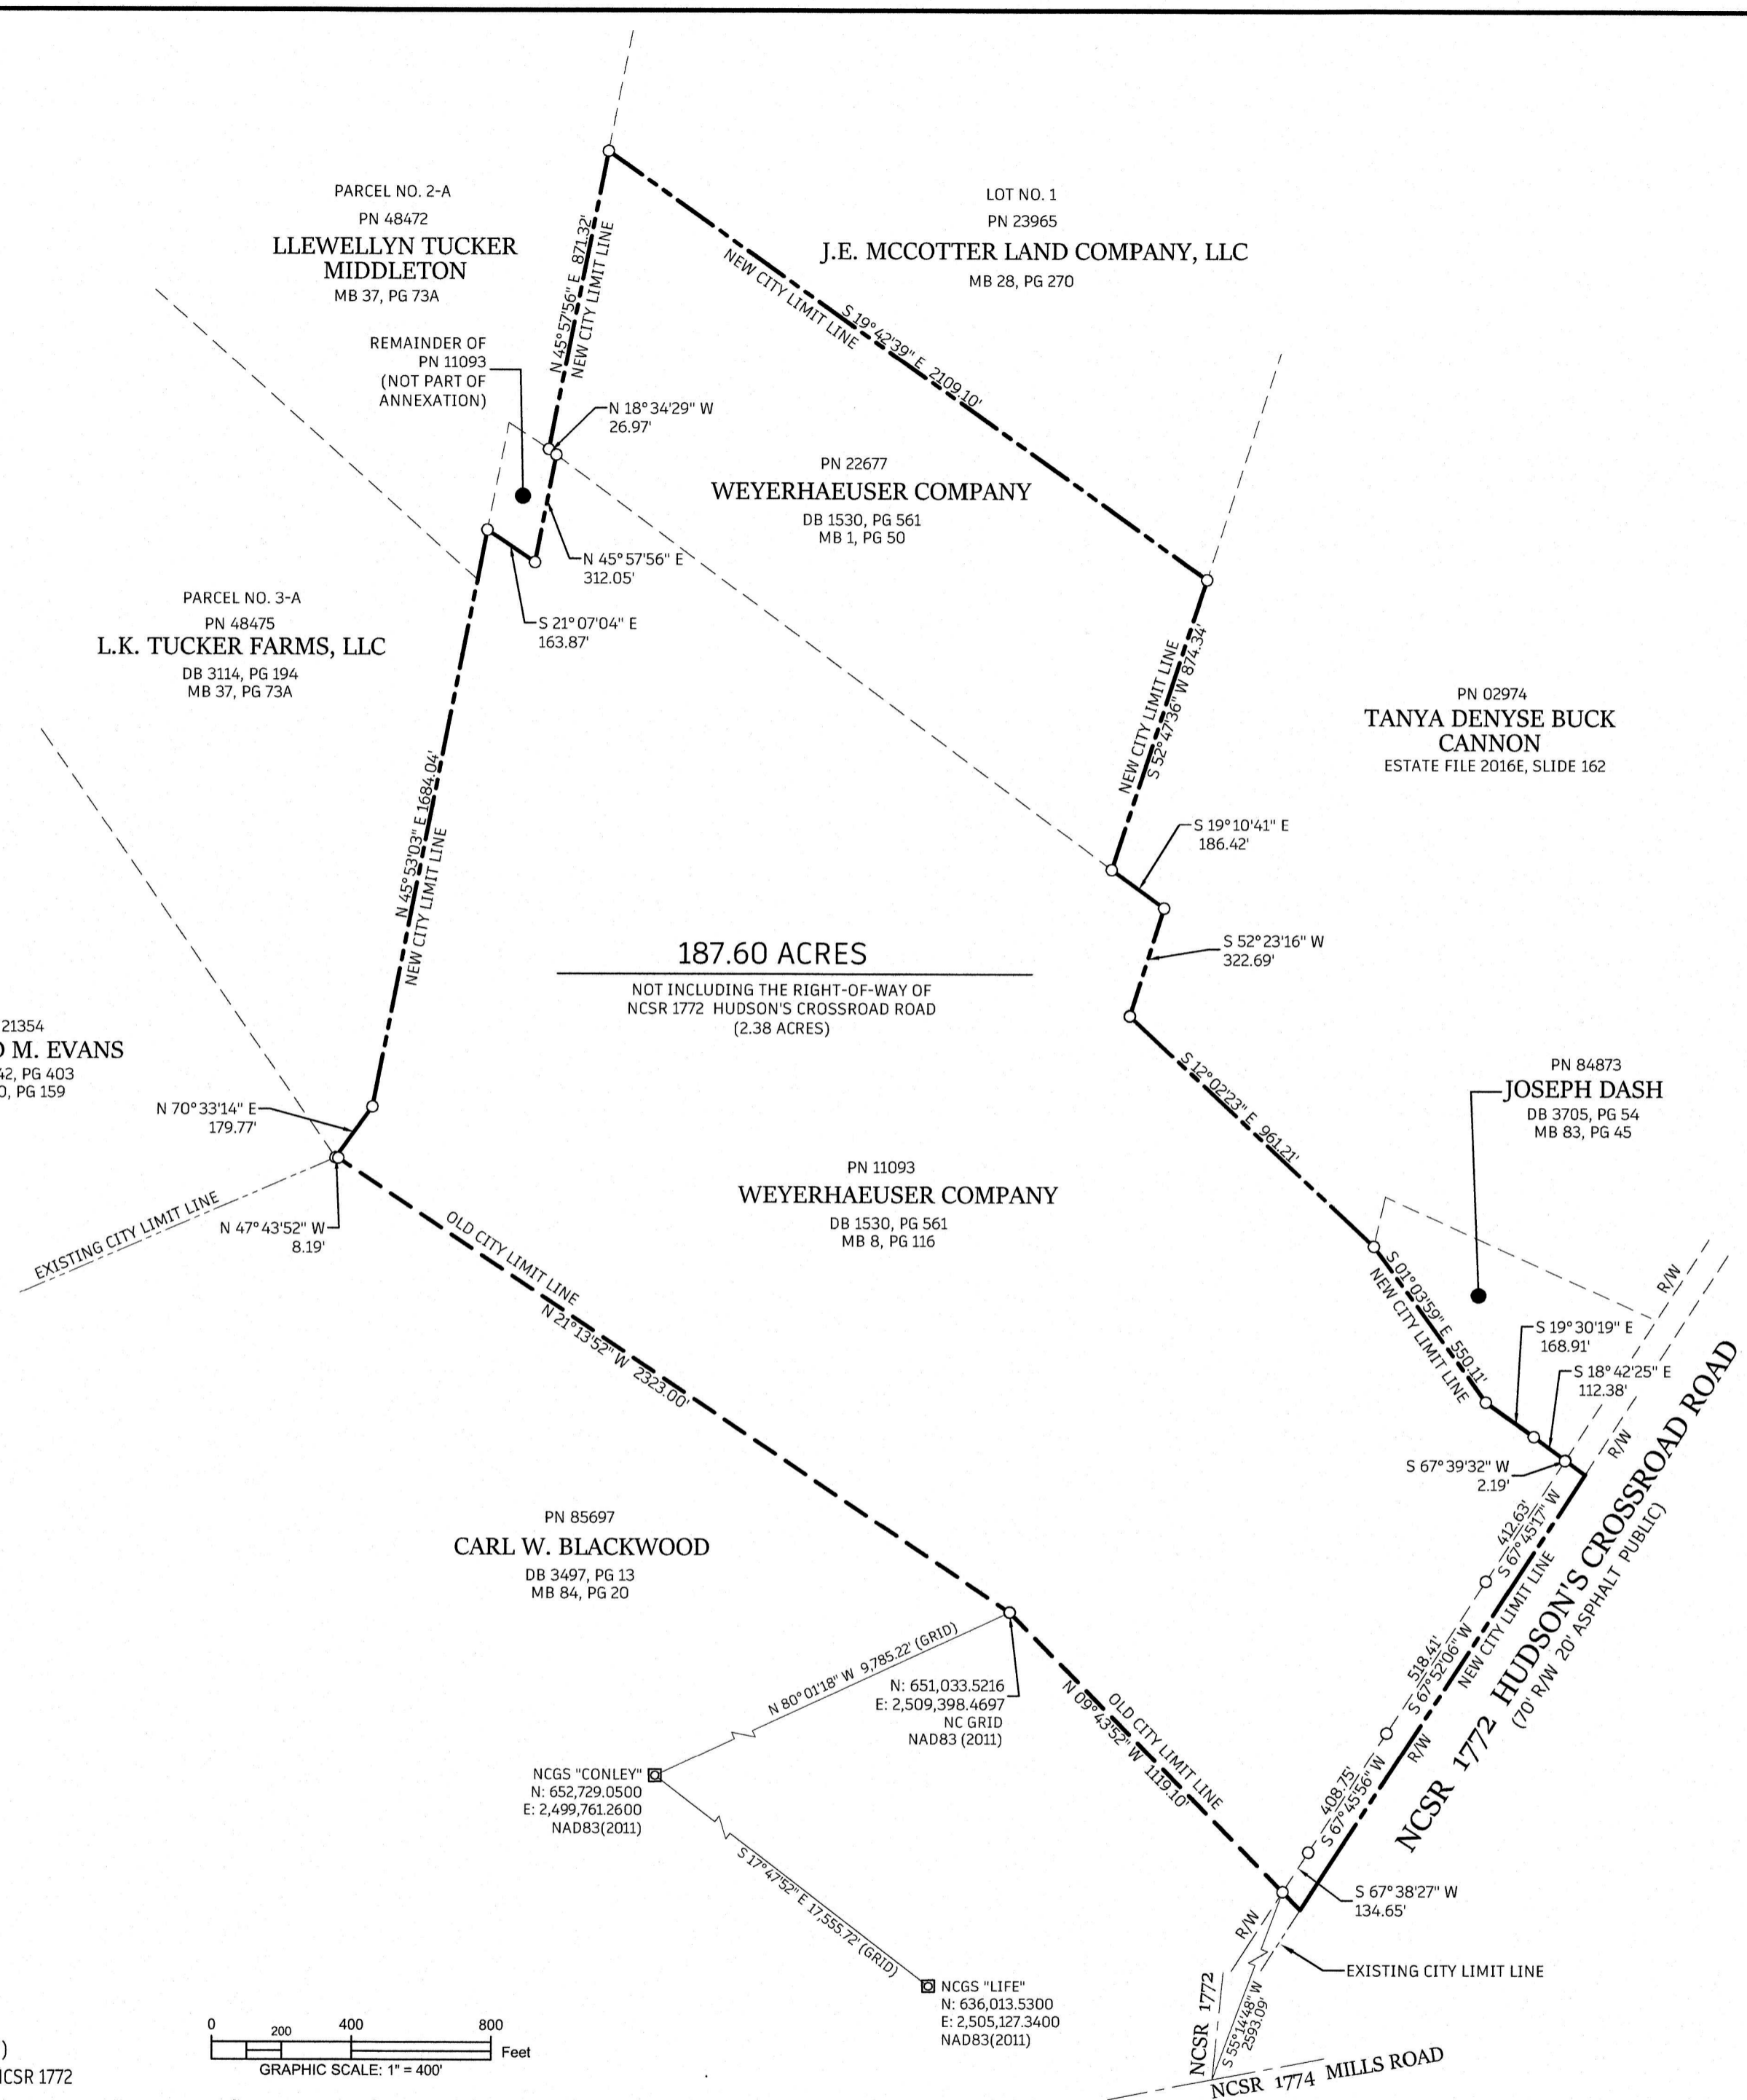 PARCEL NO. 2-A
PN 48472
LLEWELLYN TUCKER
MIDDLETON
MB 37, PG 73A
LOT NO. 1
PN 23965
J.E. MCCOTTER LAND COMPANY, LLC
MB 28, PG 270
N 45°57'56" E 871.32'
NEW CITY LIMIT LINE
NEW CITY LIMIT LINE
S 19°42'39" E 2109.10'
REMAINDER OF
PN 11093
(NOT PART OF
ANNEXATION)
N 18°34'29" W
26.97'
PN 22677
WEYERHAEUSER COMPANY
DB 1530, PG 561
MB 1, PG 50
N 45°57'56" E
312.05'
S 21°07'04" E
163.87'
PARCEL NO. 3-A
PN 48475
L.K. TUCKER FARMS, LLC
DB 3114, PG 194
MB 37, PG 73A
NEW CITY LIMIT LINE
S 52°47'36" W 874.34'
PN 02974
TANYA DENYSE BUCK
CANNON
ESTATE FILE 2016E, SLIDE 162
N 45°53'03" E 1684.04'
NEW CITY LIMIT LINE
S 19°10'41" E
186.42'
S 52°23'16" W
322.69'
187.60 ACRES
NOT INCLUDING THE RIGHT-OF-WAY OF
NCSR 1772 HUDSON'S CROSSROAD ROAD
(2.38 ACRES)
21354
M. EVANS
42, PG 403
0, PG 159
S 12°02'23" E 961.21'
PN 84873
JOSEPH DASH
DB 3705, PG 54
MB 83, PG 45
N 70°33'14" E
179.77'
EXISTING CITY LIMIT LINE
N 47°43'52" W
8.19'
PN 11093
WEYERHAEUSER COMPANY
DB 1530, PG 561
MB 8, PG 116
OLD CITY LIMIT LINE
N 21°13'52" W 2323.00'
S 01°03'59" E 550.11'
NEW CITY LIMIT LINE
R/W
S 19°30'19" E
168.91'
S 18°42'25" E
112.38'
R/W
S 67°39'32" W
2.19'
412.63'
S 67°45'17" W
NEW CITY LIMIT LINE
518.41'
S 67°52'06" W
R/W
408.75'
S 67°45'56" W
NCSR 1772 HUDSON'S CROSSROAD ROAD
(70' R/W 20' ASPHALT PUBLIC)
PN 85697
CARL W. BLACKWOOD
DB 3497, PG 13
MB 84, PG 20
N 80°01'18" W 9,785.22' (GRID)
N: 651,033.5216
E: 2,509,398.4697
NC GRID
NAD83 (2011)
OLD CITY LIMIT LINE
N 09°43'52" W 1119.10'
NCGS "CONLEY"
N: 652,729.0500
E: 2,499,761.2600
NAD83(2011)
S 17°47'52" E 17,555.72' (GRID)
S 67°38'27" W
134.65'
R/W
EXISTING CITY LIMIT LINE
NCGS "LIFE"
N: 636,013.5300
E: 2,505,127.3400
NAD83(2011)
NCSR 1772
S 55°14'48" W
2593.09'
NCSR 1774 MILLS ROAD
0 200 400 800
Feet
GRAPHIC SCALE: 1" = 400'
)
NCSR 1772